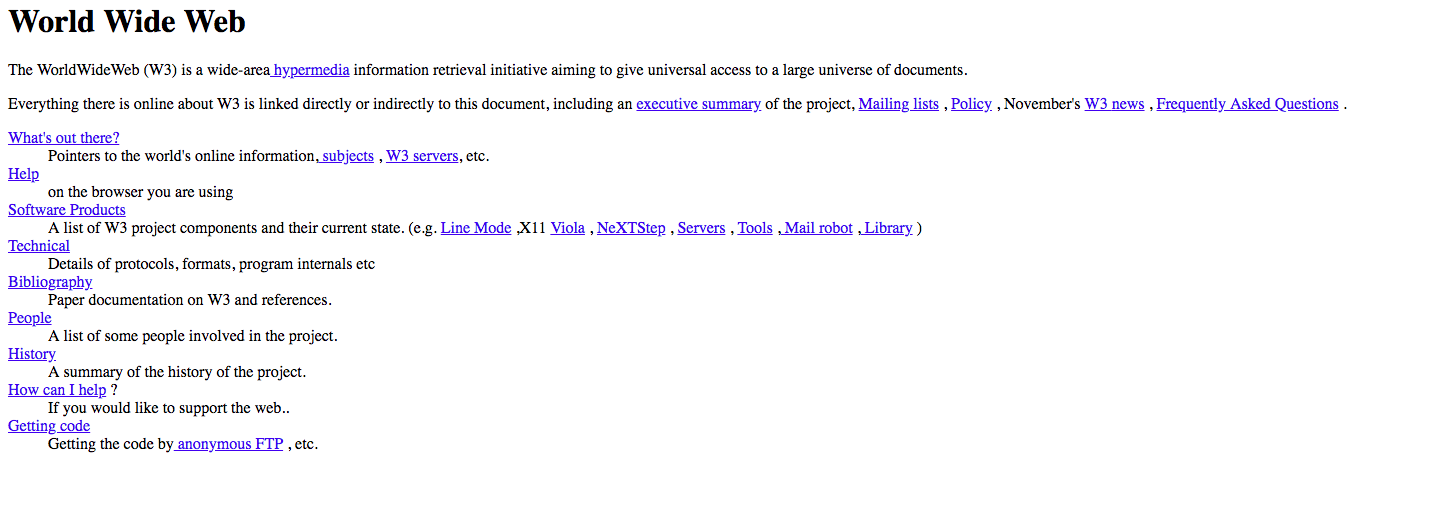 World Wide Web
The WorldWideWeb (W3) is a wide-area hypermedia information retrieval initiative aiming to give universal access to a large universe of documents.
Everything there is online about W3 is linked directly or indirectly to this document, including an executive summary of the project, Mailing lists , Policy , November's W3 news , Frequently Asked Questions .
What's out there?
Pointers to the world's online information, subjects , W3 servers, etc.
Help
on the browser you are using
Software Products
A list of W3 project components and their current state. (e.g. Line Mode ,X11 Viola , NeXTStep , Servers , Tools , Mail robot , Library )
Technical
Details of protocols, formats, program internals etc
Bibliography
Paper documentation on W3 and references.
People
A list of some people involved in the project.
History
A summary of the history of the project.
How can I help ?
If you would like to support the web..
Getting code
Getting the code by anonymous FTP , etc.